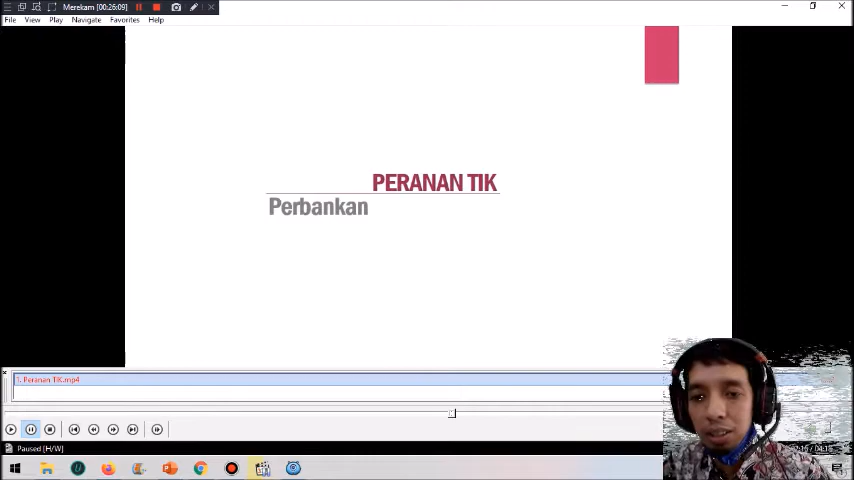 Merekam [00:26:09]
File View Play Navigate Favorites Help
PERANAN TIK
Perbankan
1. Peranan TIK.mp4
Paused [H/W]